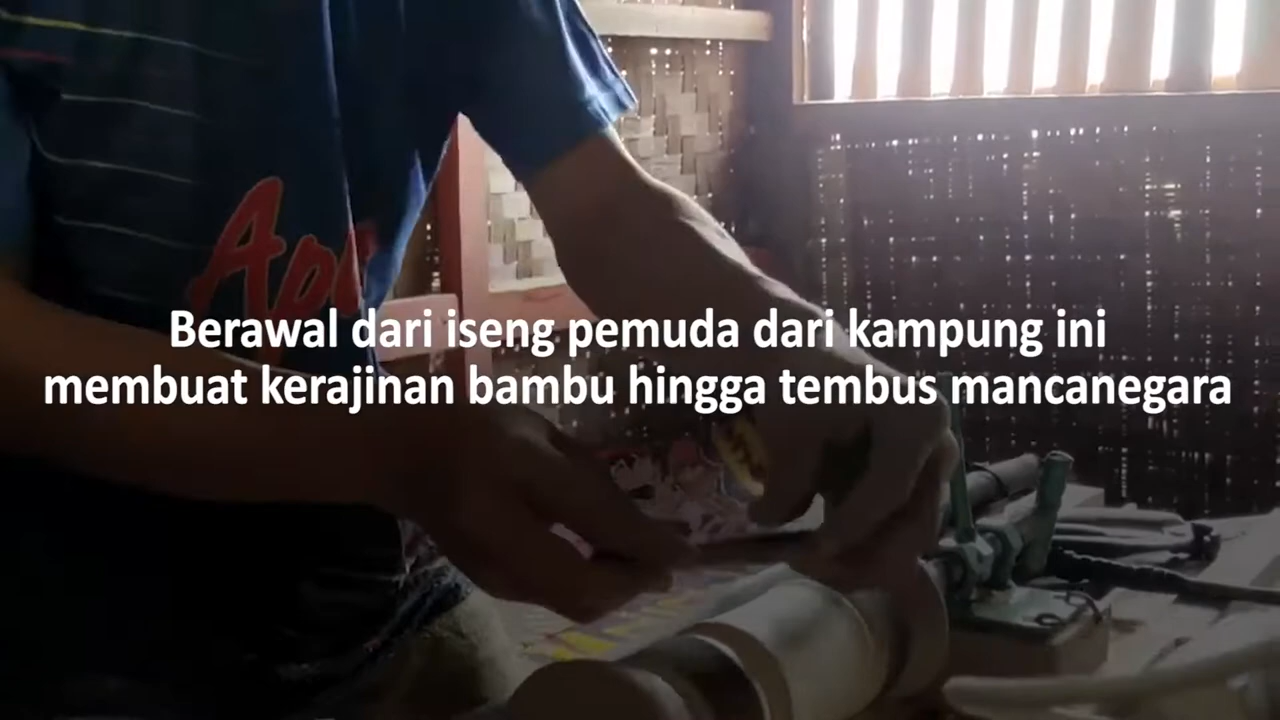 Berawal dari iseng pemuda dari kampung ini
membuat kerajinan bambu hingga tembus mancanegara